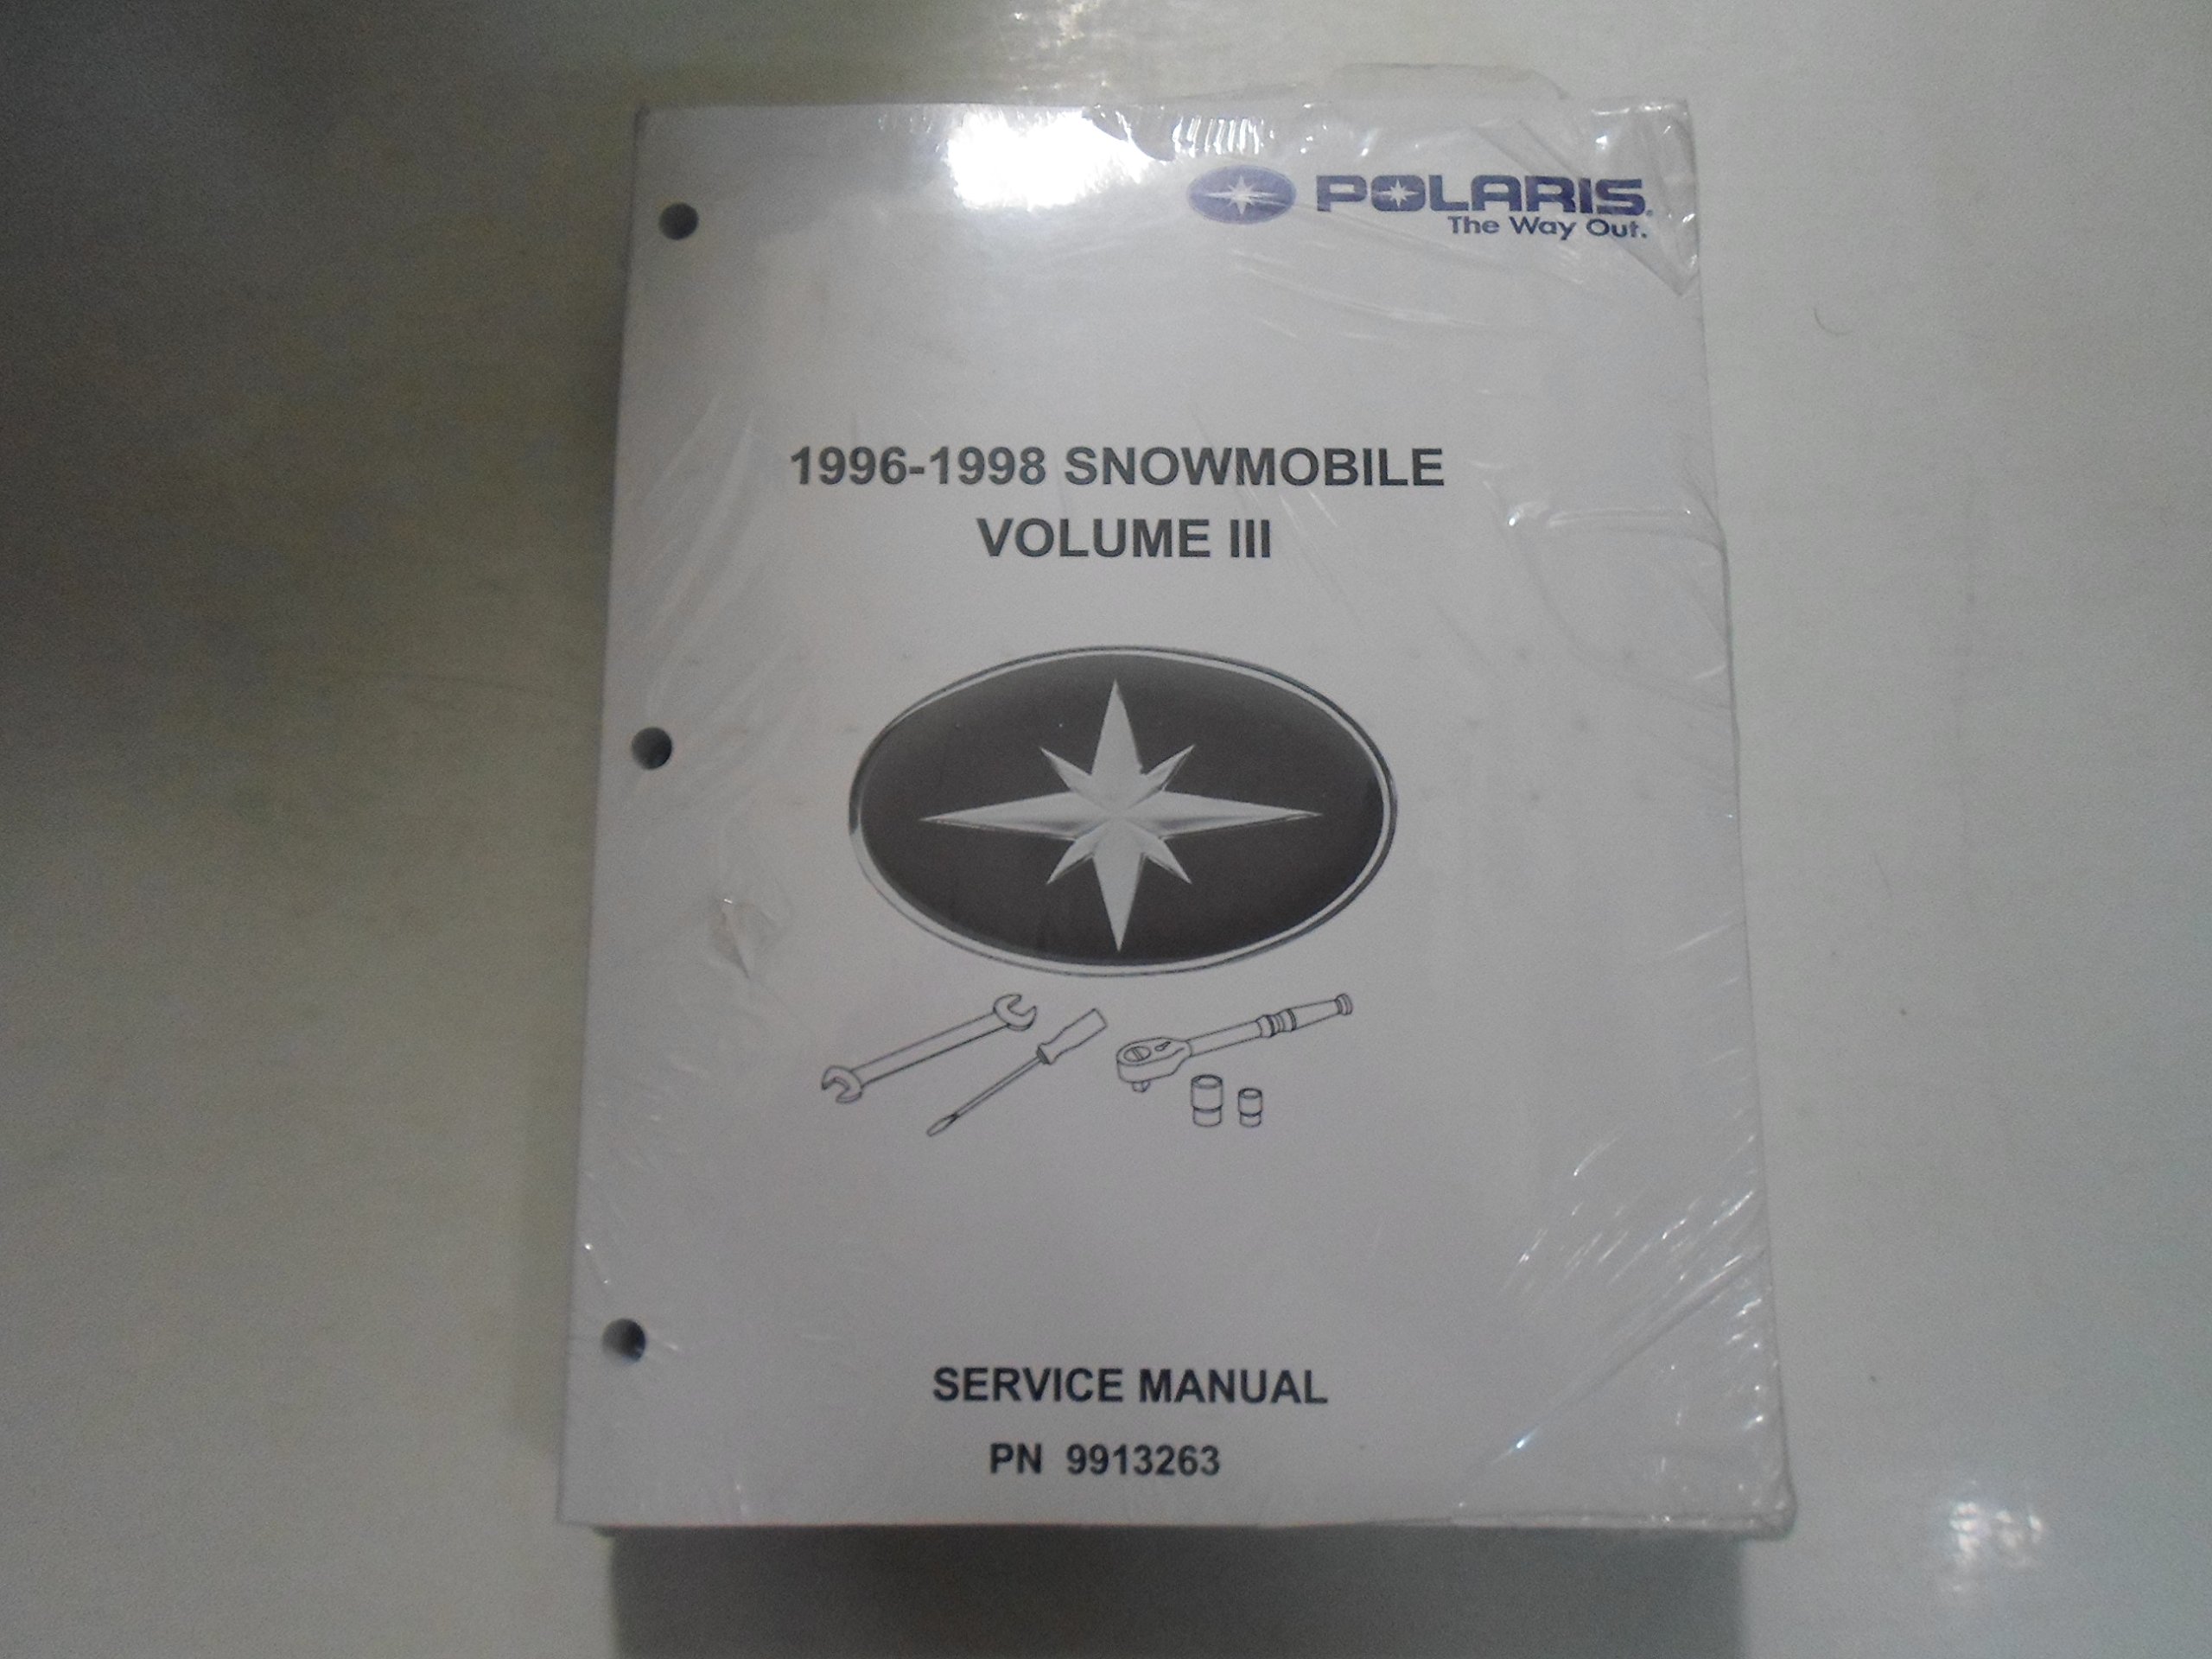 POLARIS.
The Way Out.
1996-1998 SNOWMOBILE
VOLUME III
SERVICE MANUAL
PN 9913263